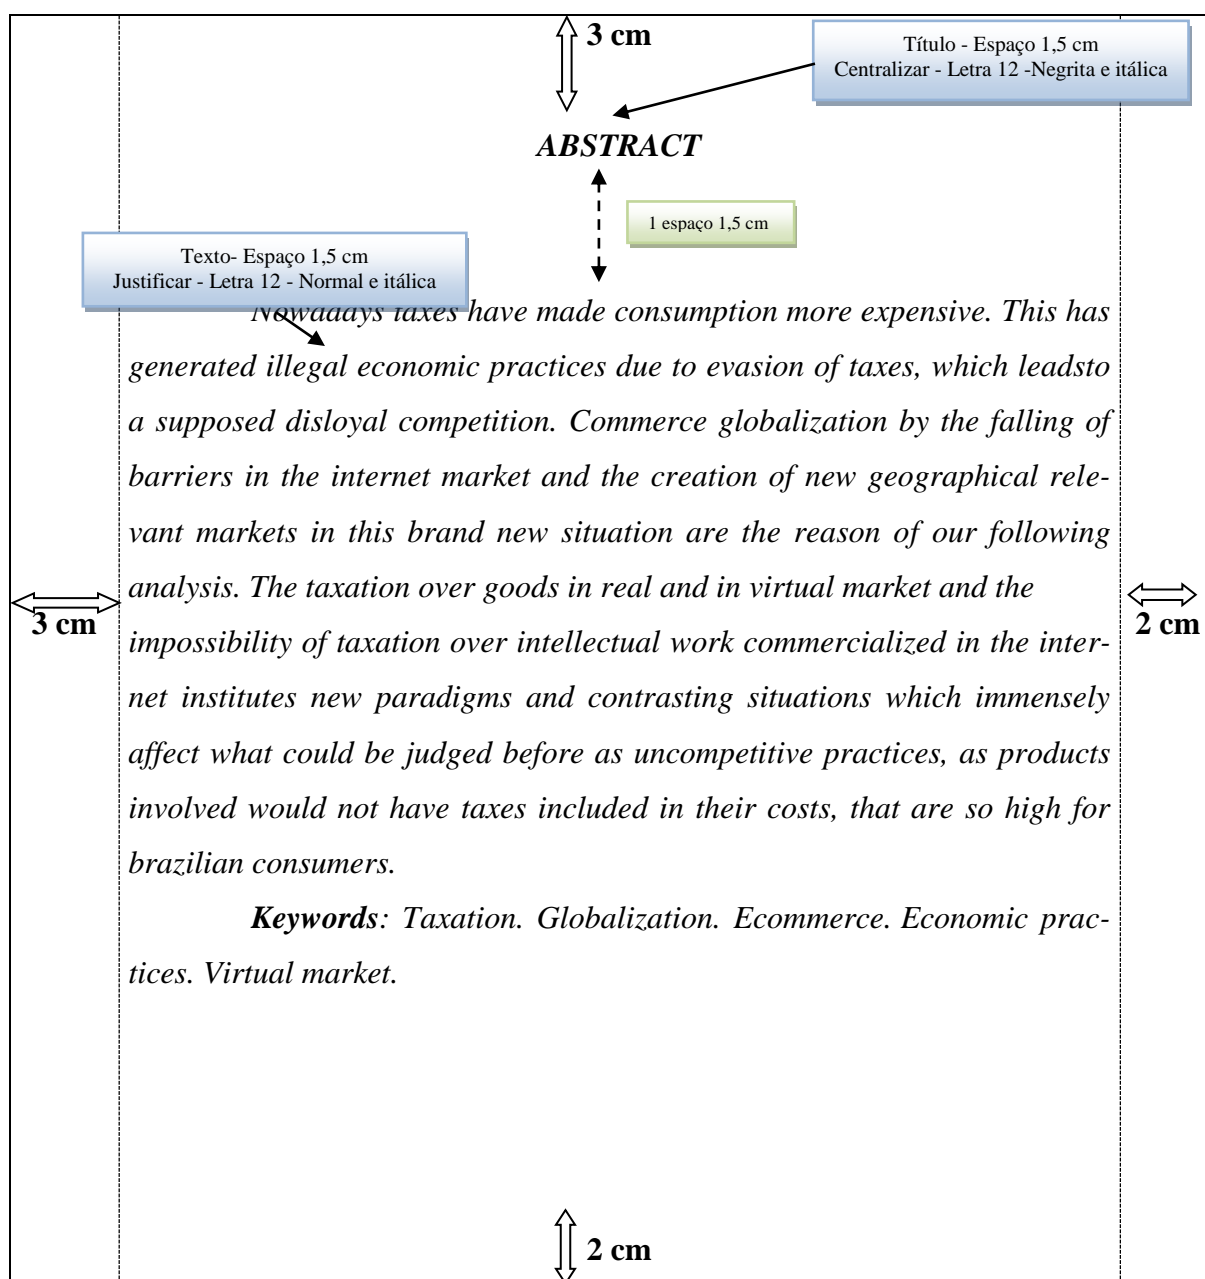 3 cm
Título - Espaço 1,5 cm
Centralizar - Letra 12 -Negrita e itálica
ABSTRACT
1 espaço 1,5 cm
Texto- Espaço 1,5 cm
Justificar - Letra 12 - Normal e itálica
Nowadays taxes have made consumption more expensive. This has
generated illegal economic practices due to evasion of taxes, which leadsto
a supposed disloyal competition. Commerce globalization by the falling of
barriers in the internet market and the creation of new geographical rele-
vant markets in this brand new situation are the reason of our following
analysis. The taxation over goods in real and in virtual market and the
3 cm
2 cm
impossibility of taxation over intellectual work commercialized in the inter-
net institutes new paradigms and contrasting situations which immensely
affect what could be judged before as uncompetitive practices, as products
involved would not have taxes included in their costs, that are so high for
brazilian consumers.
Keywords: Taxation. Globalization. Ecommerce. Economic prac-
tices. Virtual market.
2 cm